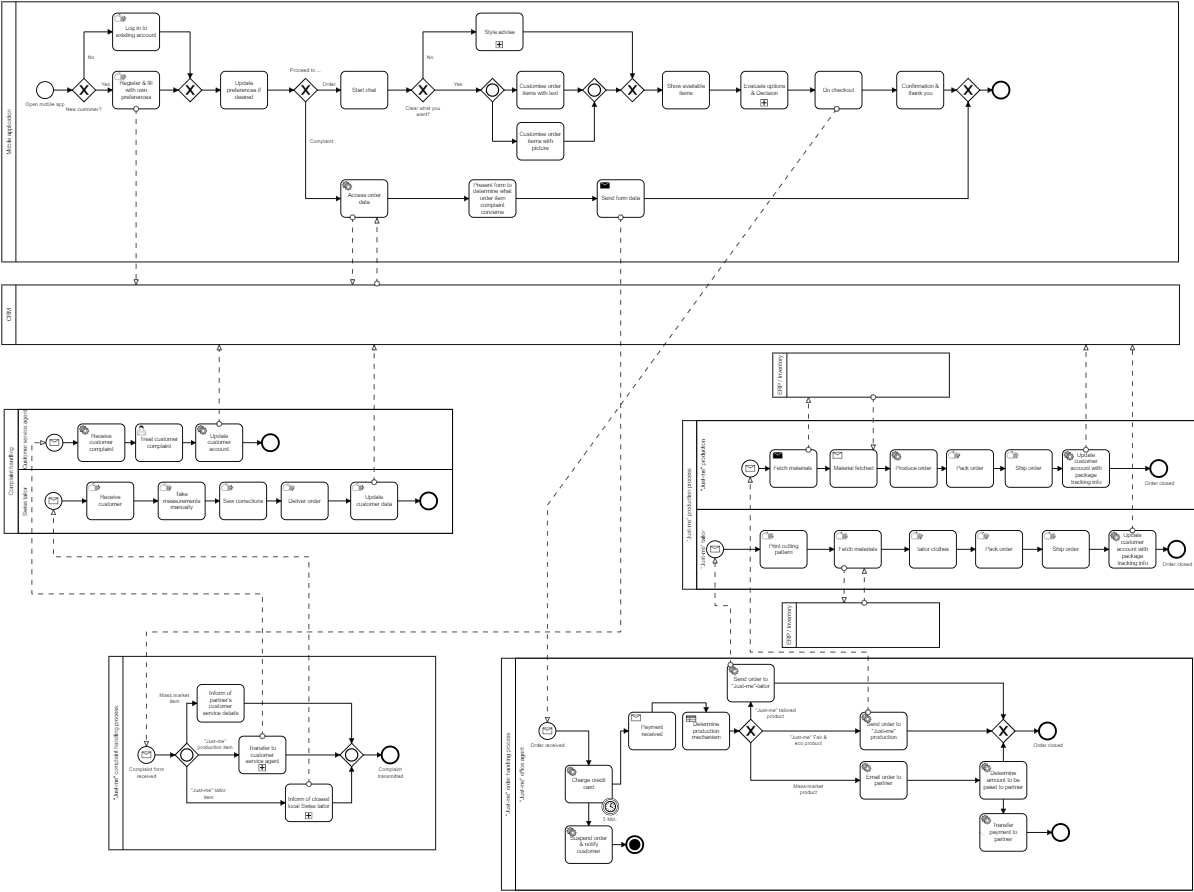 Mobile application
Open mobile app
New customer?
No
Yes
Log in to
existing account
Register & fill
with own
preferences
Update
preferences if
desired
Proceed to ...
Order
Complaint
Start chat
Clear what you
want?
No
Yes
Style advise
Customise order
items with text
Customise order
items with
picture
Show available
items
Evaluate options
& Decision
Do checkout
Confirmation &
thank you
Access order
data
Present form to
determine what
order item
complaint
concerns
Send form data
CRM
ERP / Inventory
Complaint handling
Customer service agent
Receive
customer
complaint
Treat customer
complaint
Update
customer
account
Swiss tailor
Receive
customer
Take
measurements
manually
Sew corrections
Deliver order
Update
customer data
"Just-me" production process
"Just-me" production
Fetch materials
Material fetched
Produce order
Pack order
Ship order
Update
customer
account with
package
tracking info
Order closed
"Just-me" tailor
Print cutting
pattern
Fetch materials
Tailor clothes
Pack order
Ship order
Update
customer
account with
package
tracking info
Order closed
ERP / Inventory
"Just-me" complaint handling process
Complaint form
received
Mass market
item
"Just-me"
production item
"Just-me" tailor
item
Inform of
partner's
customer
service details
Transfer to
customer
service agent
Inform of closest
local Swiss tailor
Complaint
transmitted
"Just-me" order handling process
"Just-me" office agent
Order received
Charge credit
card
5 Min.
Suspend order
& notify
customer
Payment
received
Determine
production
mechanism
Send order to
"Just-me"-tailor
"Just-me" tailored
product
"Just-me" Fair &
eco product
Mass-market
product
Send order to
"Just-me"
production
Email order to
partner
Determine
amount to be
paied to partner
Transfer
payment to
partner
Order closed